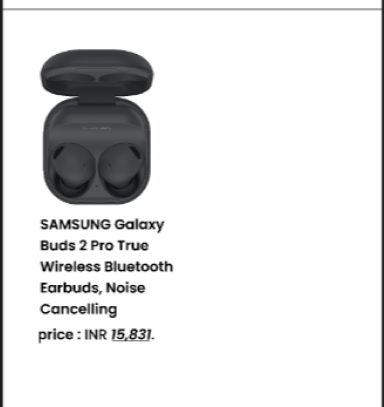 SAMSUNG Galaxy
Buds 2 Pro True
Wireless Bluetooth
Earbuds, Noise
Cancelling
price : INR 15,831.